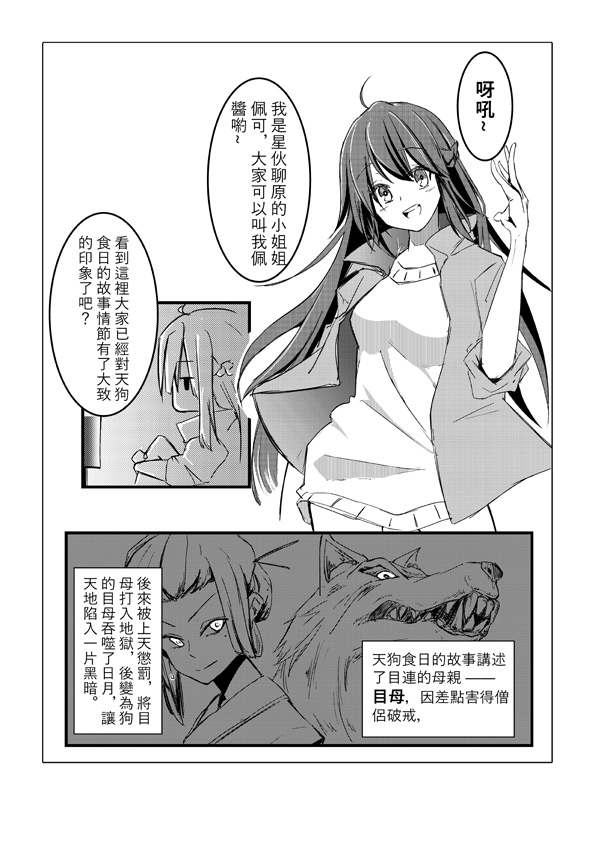 呀吼~
我是星伙聊原的小姐姐
佩可，大家可以叫我佩
醬喲~
看到這裡大家已經對天狗
食日的故事情節有了大致
的印象了吧？
天狗食日的故事講述
了目連的母親 ——
目母，因差點害得僧
侶破戒，
後來被上天懲罰，將目
母打入地獄，後變為狗
的目母吞噬了日月，讓
天地陷入一片黑暗。